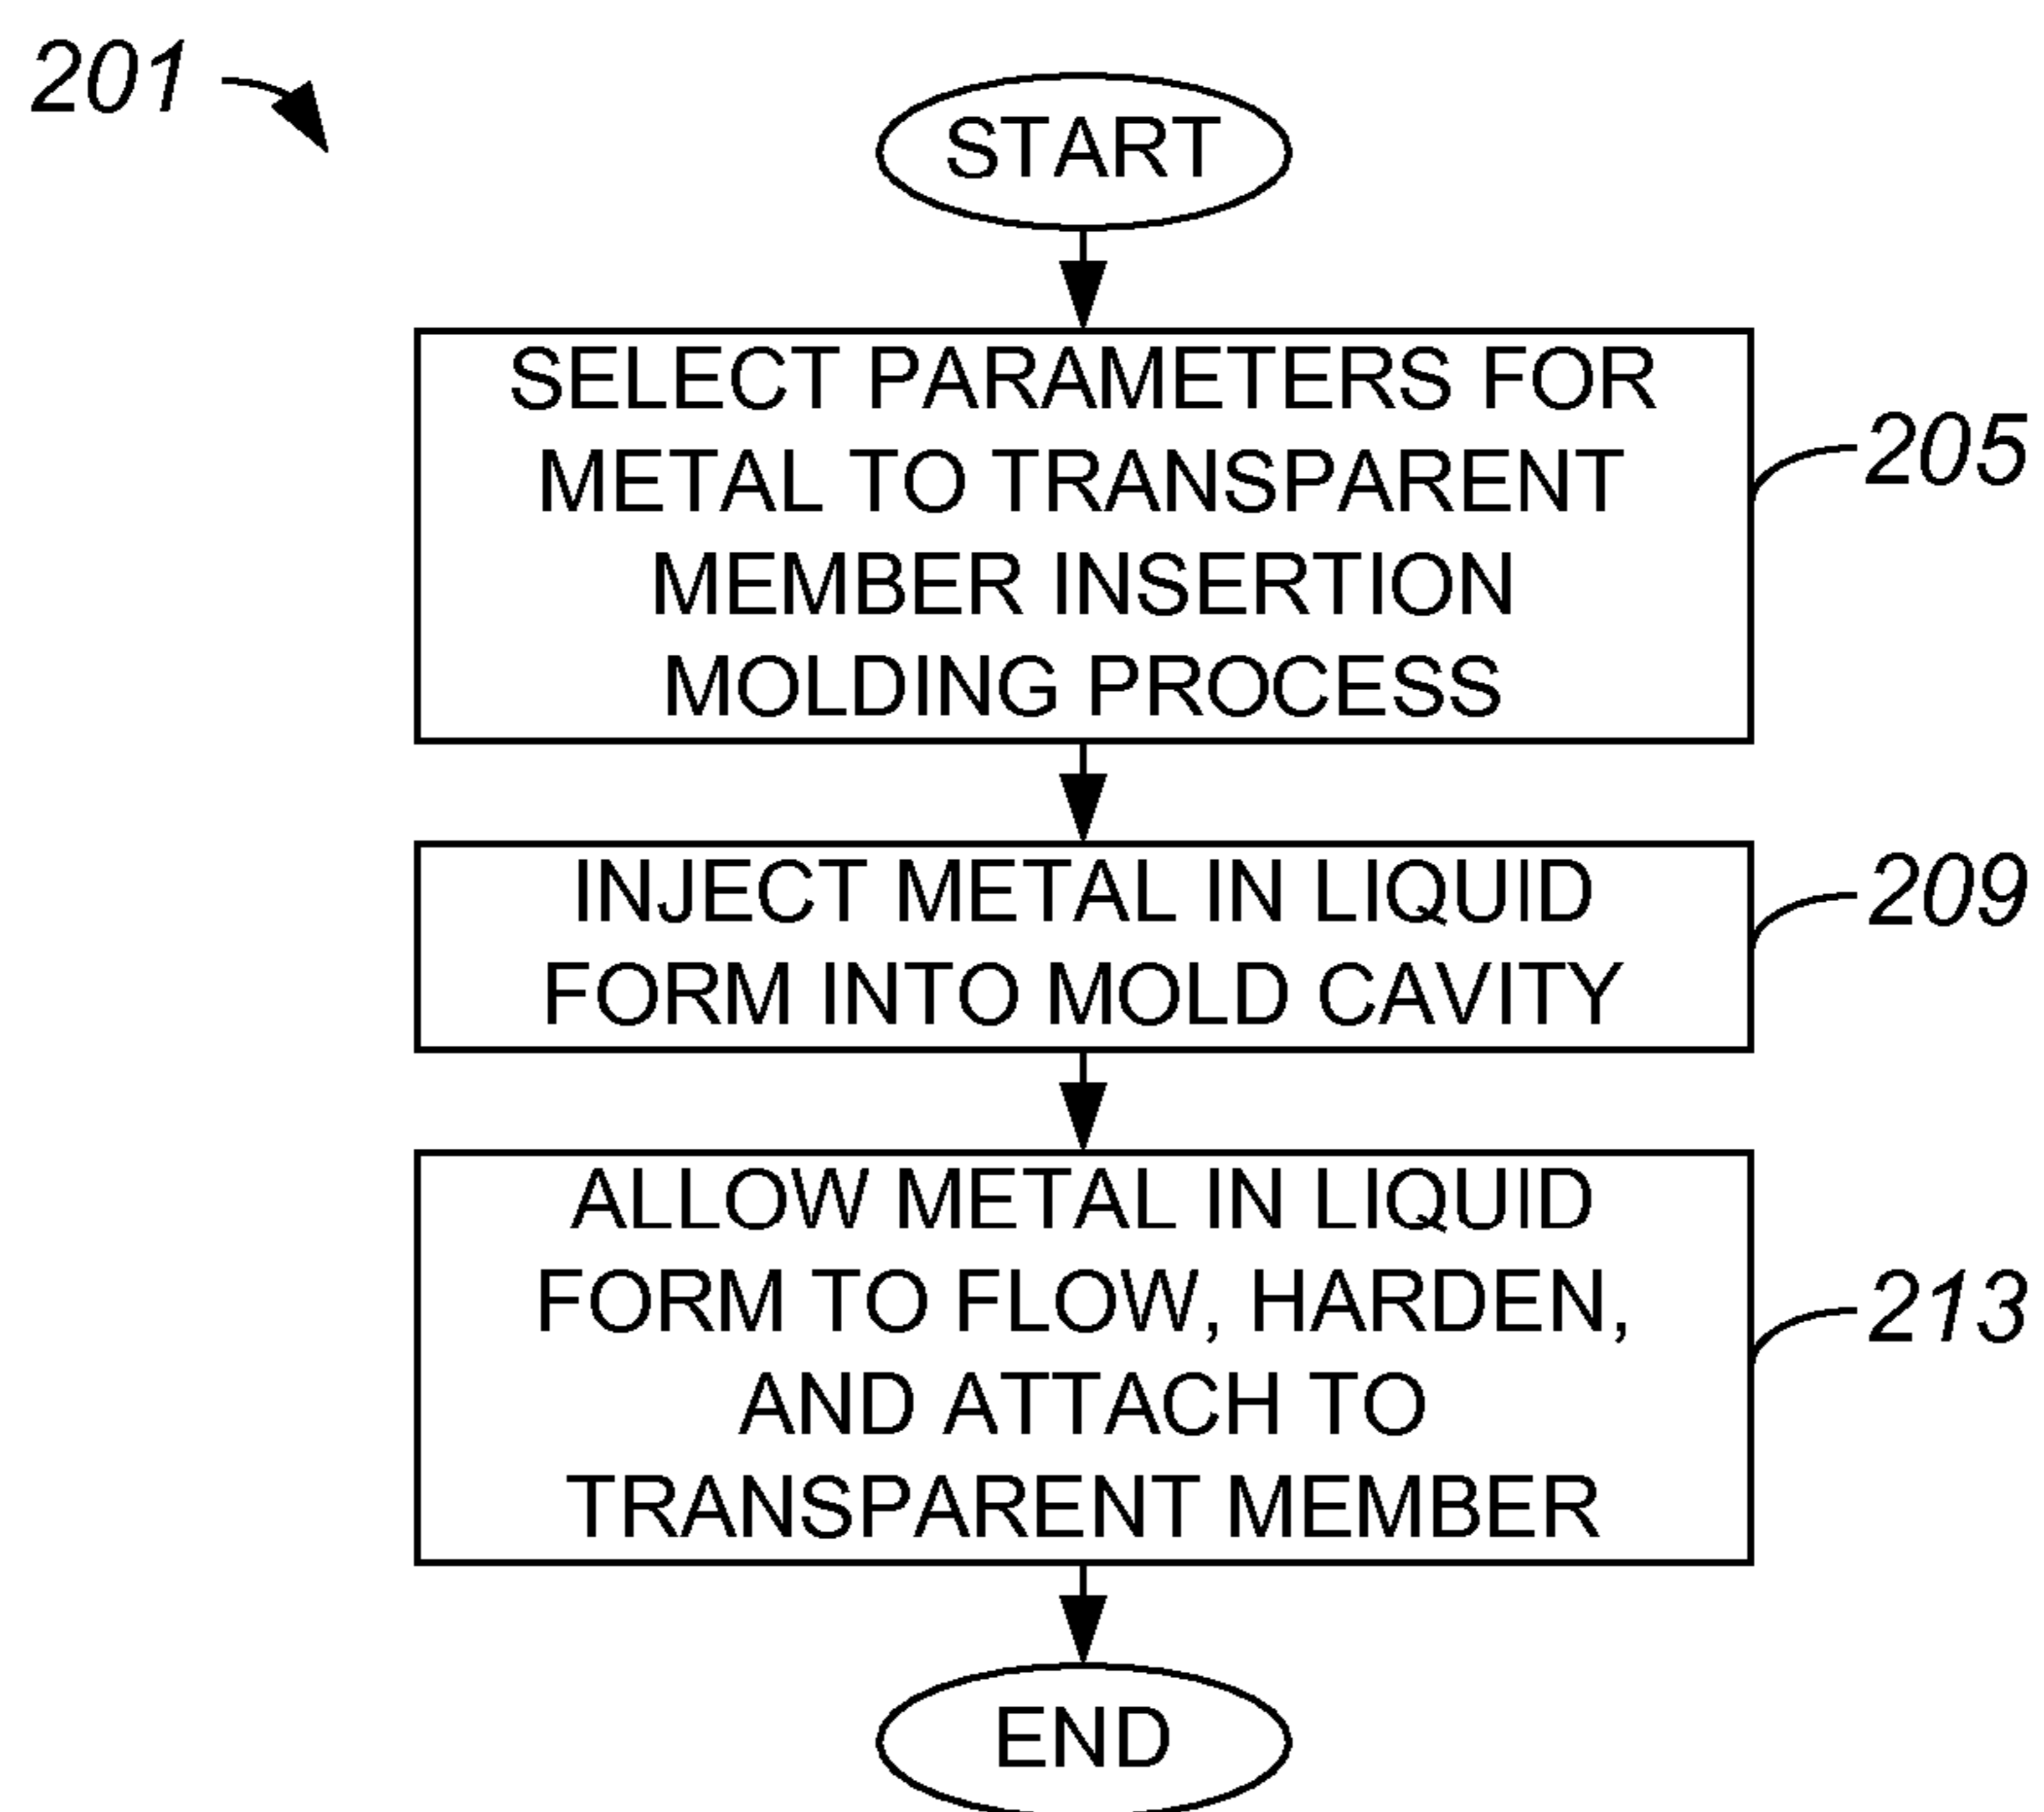 201
START
SELECT PARAMETERS FOR
METAL TO TRANSPARENT
MEMBER INSERTION
MOLDING PROCESS
205
INJECT METAL IN LIQUID
FORM INTO MOLD CAVITY
209
ALLOW METAL IN LIQUID
FORM TO FLOW, HARDEN,
AND ATTACH TO
TRANSPARENT MEMBER
213
END